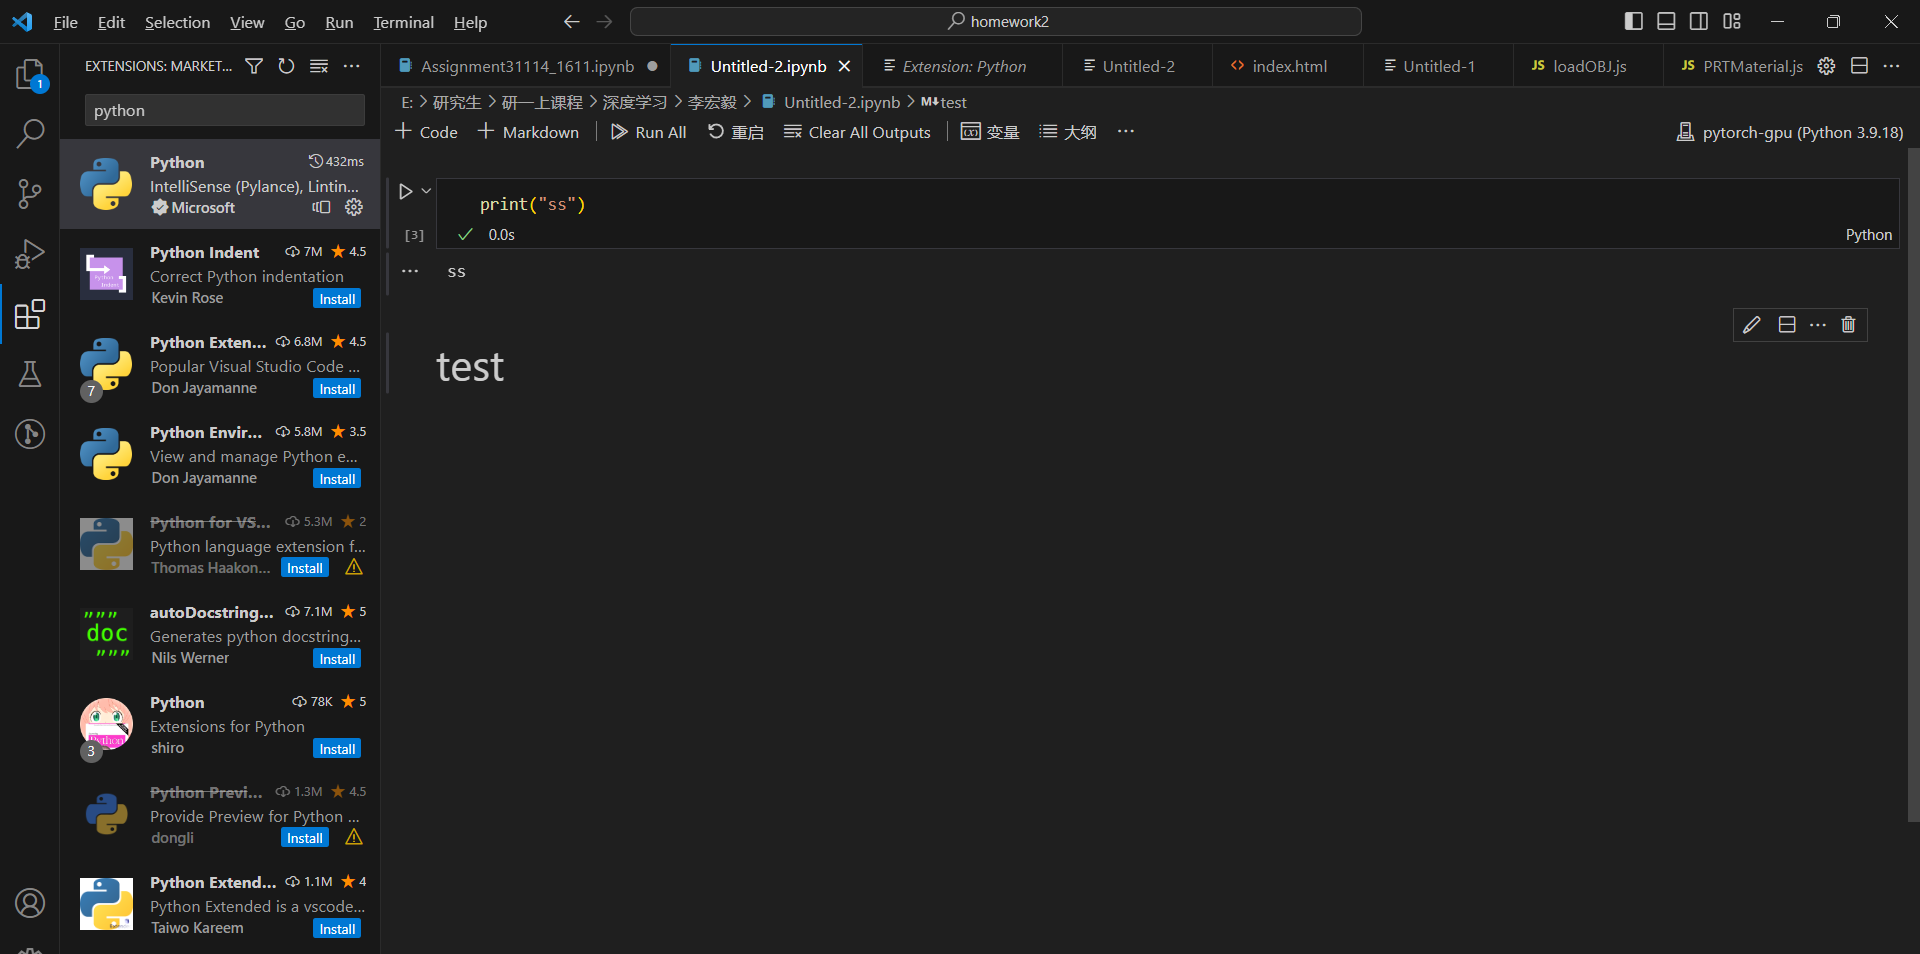 File Edit Selection View Go Run Terminal Help
homework2
1
EXTENSIONS: MARKET...
python
Python 432ms
IntelliSense (Pylance), Lintin...
Microsoft
Python Indent 7M 4.5
Correct Python indentation
Kevin Rose Install
Python Exten... 6.8M 4.5
Popular Visual Studio Code ...
7
Don Jayamanne Install
Python Envir... 5.8M 3.5
View and manage Python e...
Don Jayamanne Install
Python for VS... 5.3M 2
Python language extension f...
Thomas Haakon... Install
"""
doc
"""
autoDocstring... 7.1M 5
Generates python docstring...
Nils Werner Install
Python 78K 5
Extensions for Python
Python
3
shiro Install
Python Previ... 1.3M 4.5
Provide Preview for Python ...
dongli Install
Python Extend... 1.1M 4
Python Extended is a vscode...
Taiwo Kareem Install
Assignment31114_1611.ipynb Untitled-2.ipynb Extension: Python Untitled-2 index.html Untitled-1 JS loadOBJ.js JS PRTMaterial.js
E: > 研究生 > 研一上课程 > 深度学习 > 李宏毅 > Untitled-2.ipynb > M↓test
+ Code + Markdown Run All 重启 Clear All Outputs 变量 大纲 ... pytorch-gpu (Python 3.9.18)
print("ss")
[3] 0.0s Python
ss
test